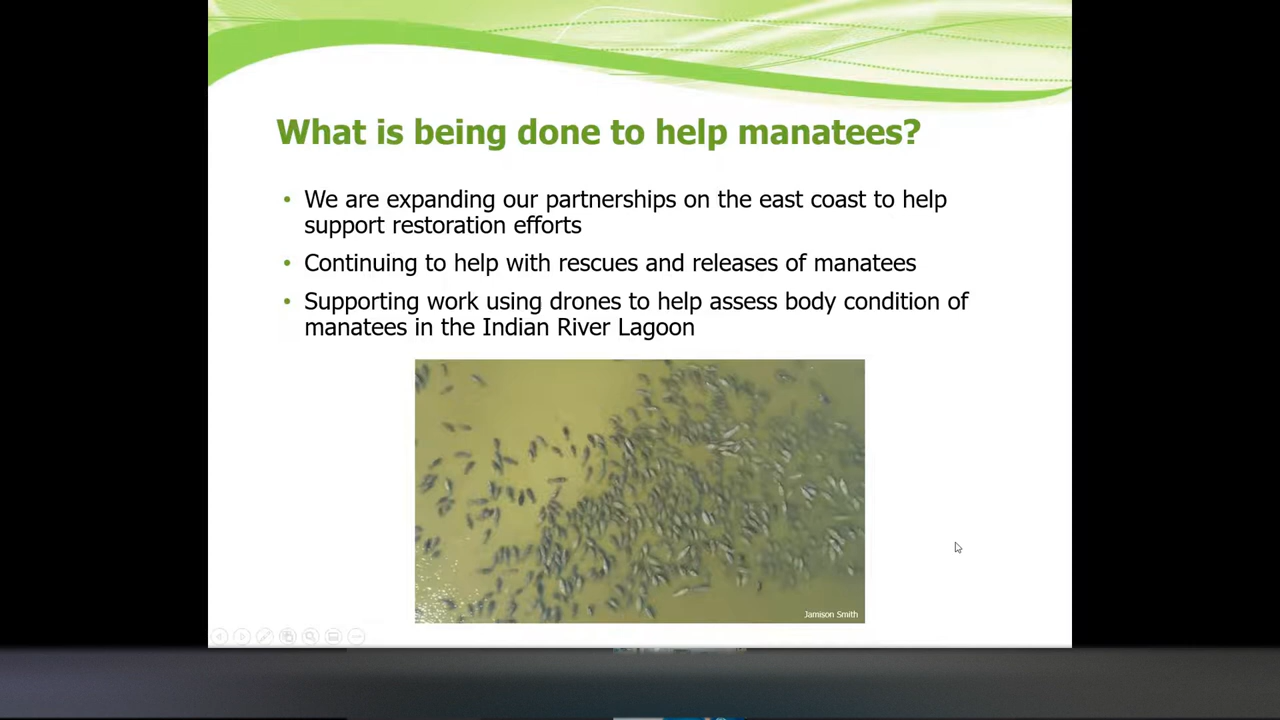 What is being done to help manatees?
• We are expanding our partnerships on the east coast to help
support restoration efforts
• Continuing to help with rescues and releases of manatees
• Supporting work using drones to help assess body condition of
manatees in the Indian River Lagoon
Jamison Smith